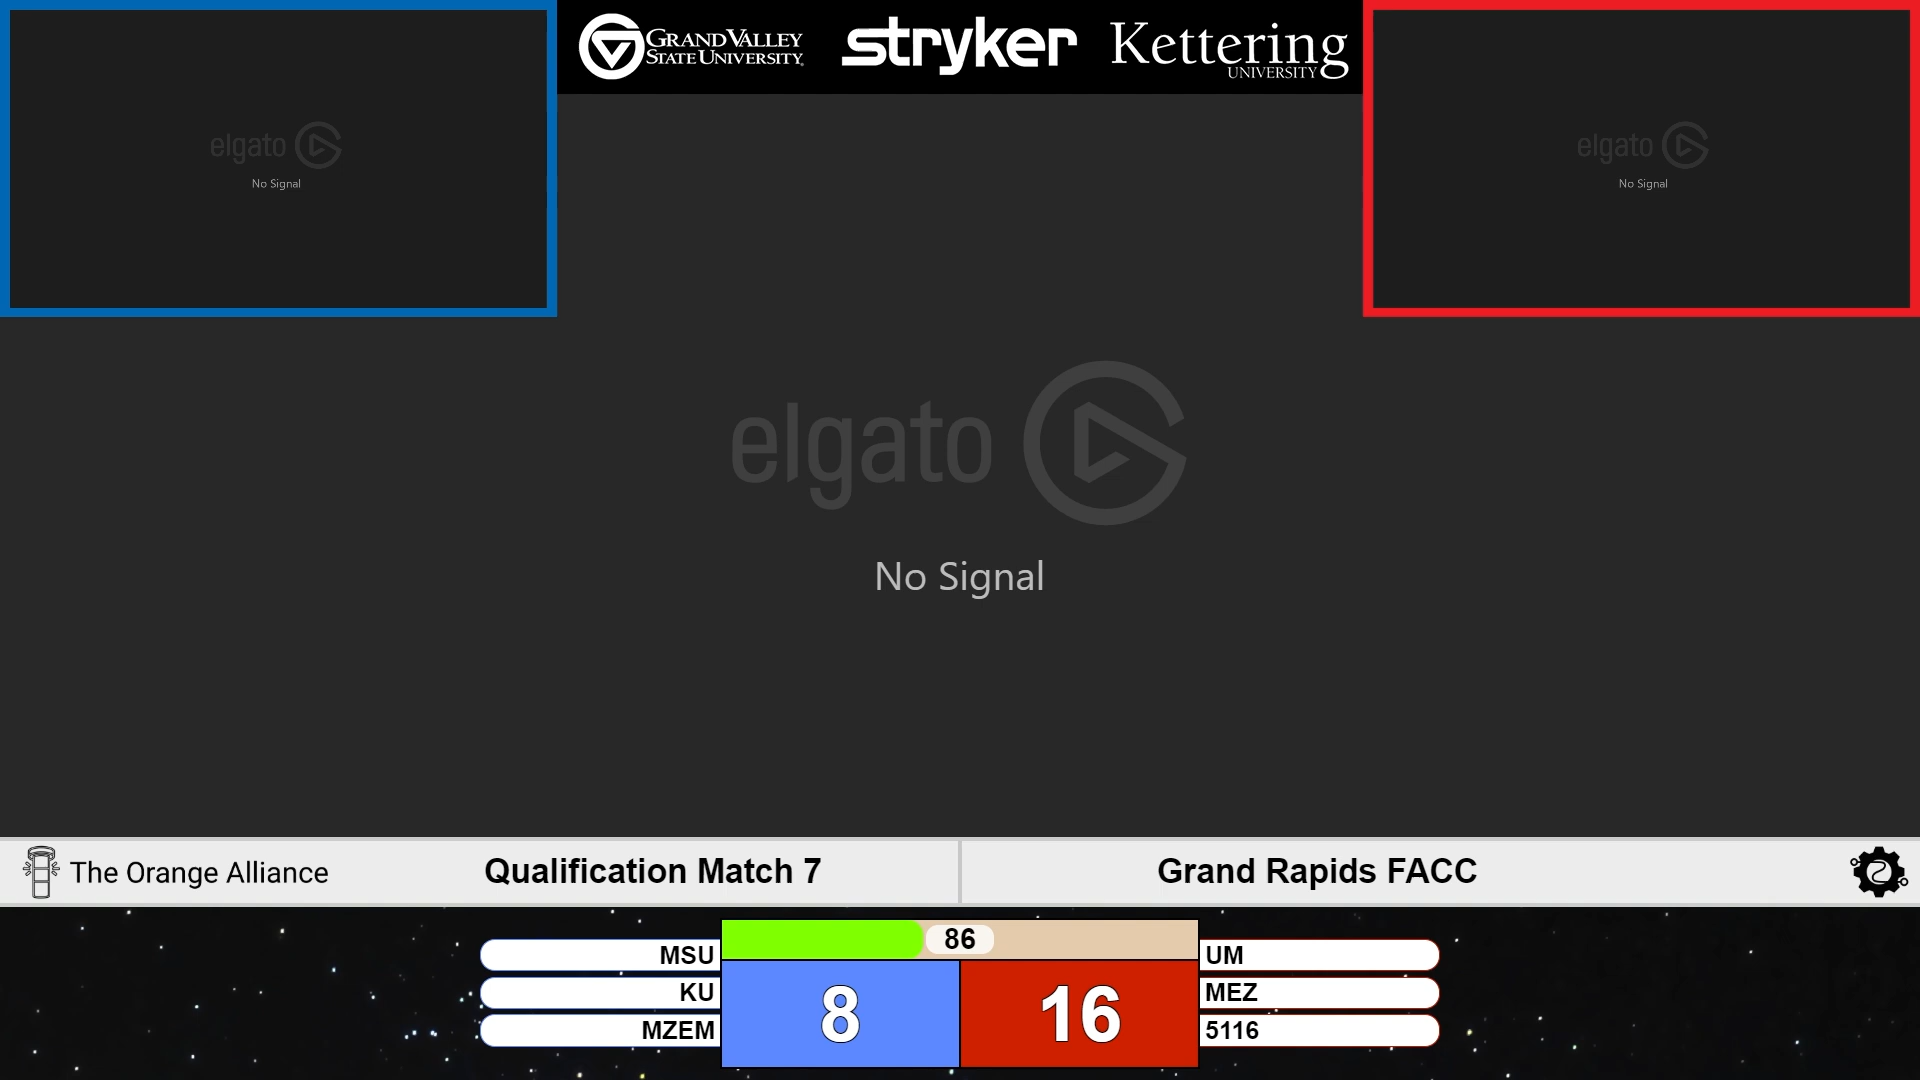 GRAND VALLEY
STATE UNIVERSITY
stryker
Kettering
UNIVERSITY
elgato
No Signal
elgato
No Signal
elgato
No Signal
The Orange Alliance
Qualification Match 7
Grand Rapids FACC
86
MSU
KU
MZEM
8
16
UM
MEZ
5116